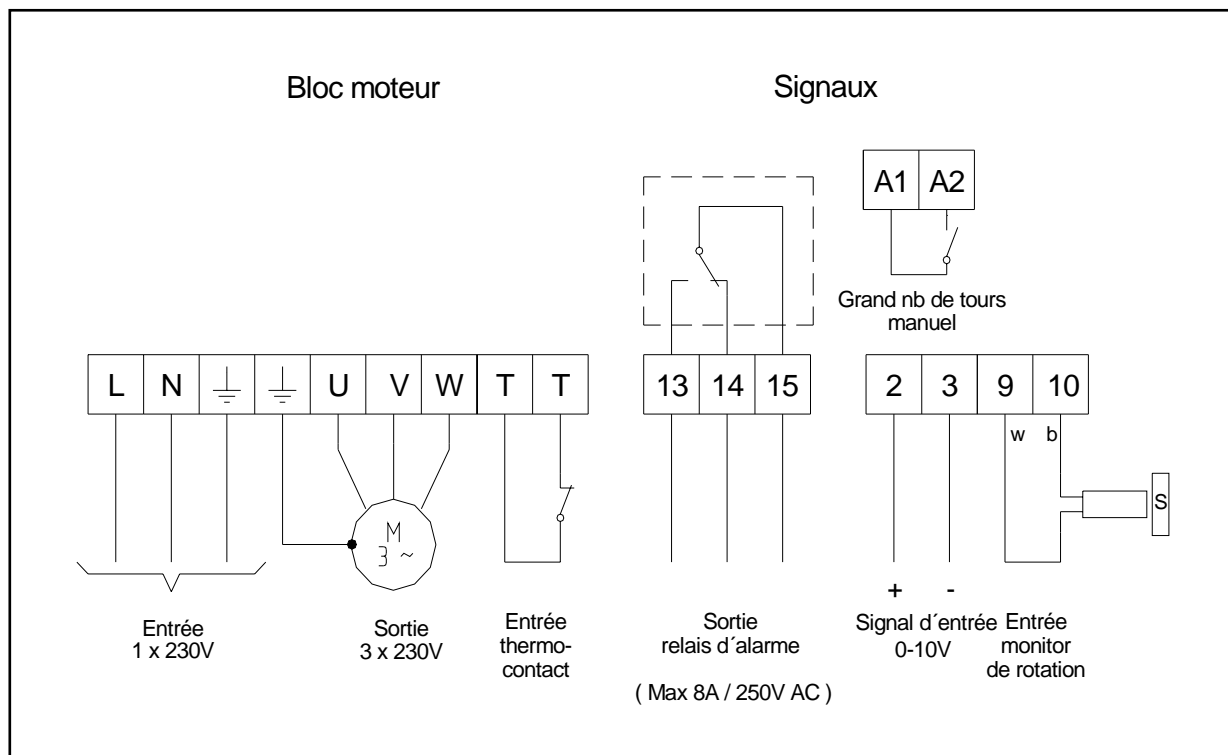 Bloc moteur
Signaux
A1 A2
Grand nb de tours
manuel
L N U V W T T
13 14 15
2 3 9 10
w b
S
M
3 ~
+ -
Entrée
1 x 230V
Sortie
3 x 230V
Entrée
thermo-
contact
Sortie
relais d´alarme
( Max 8A / 250V AC )
Signal d´entrée
0-10V
Entrée
monitor
de rotation